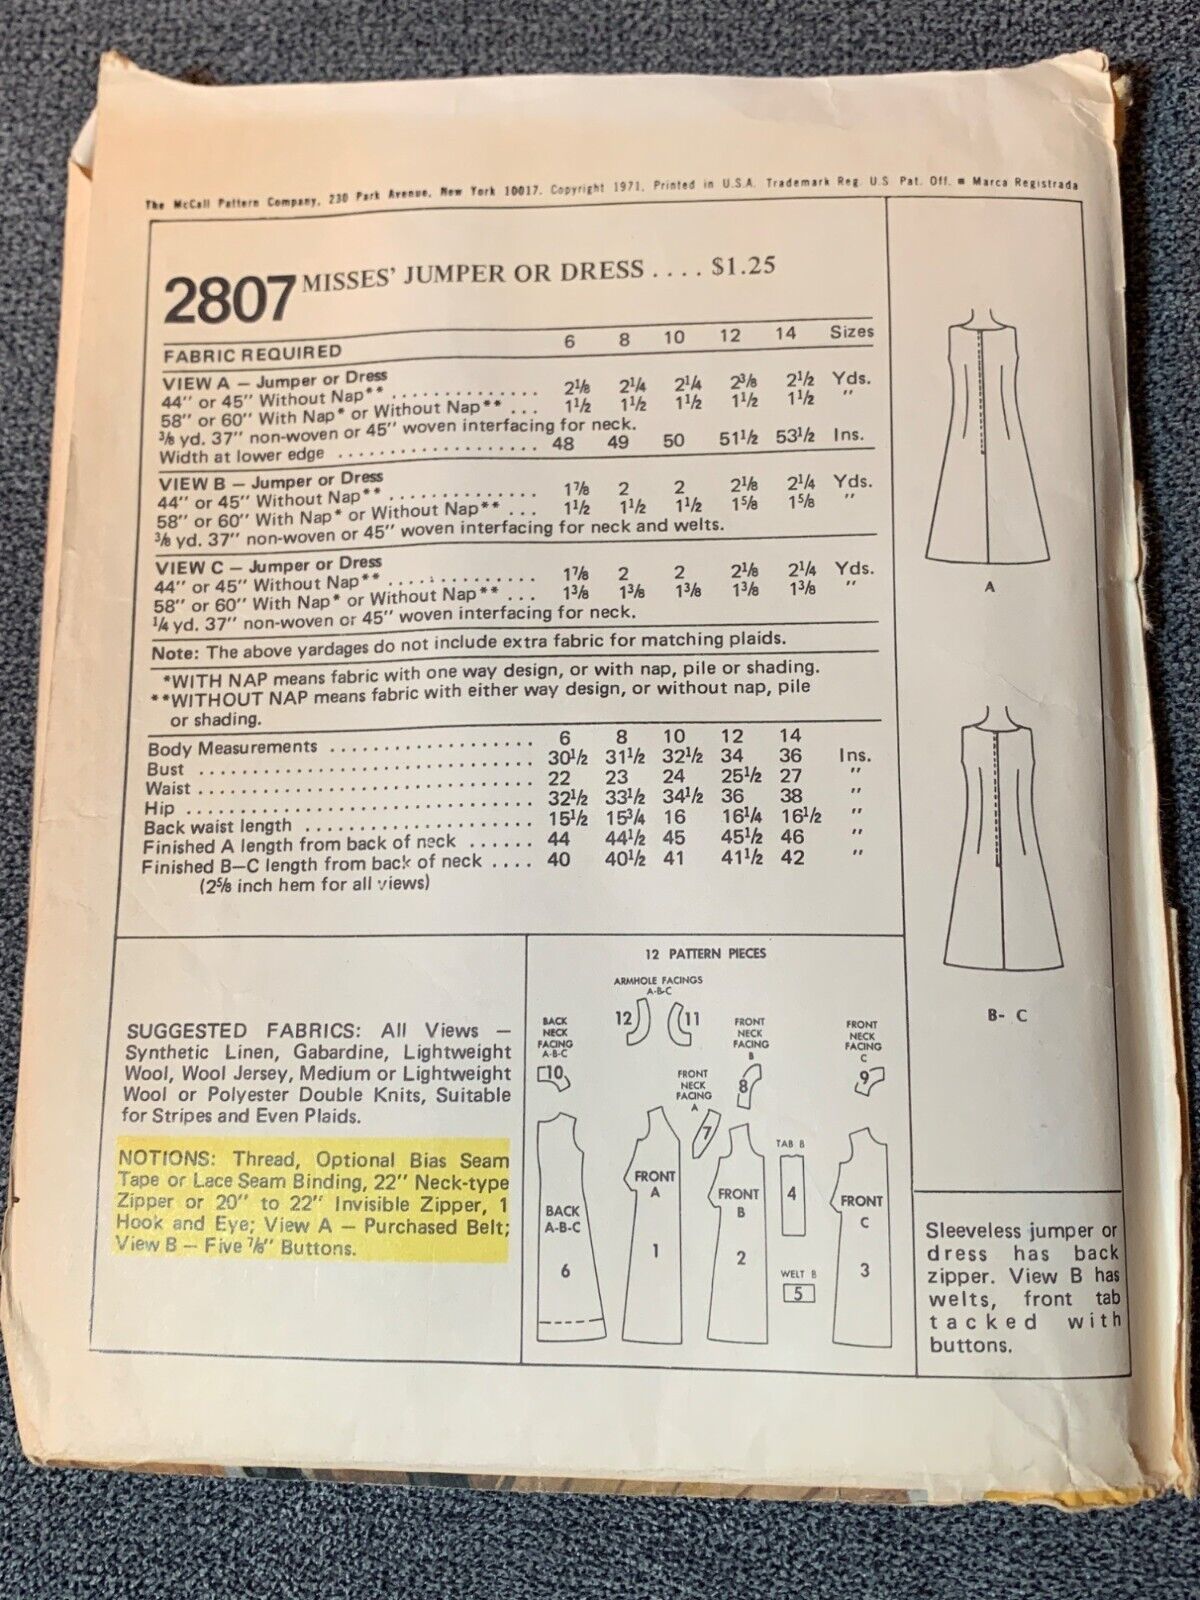 The McCall Pattern Company, 230 Park Avenue, New York 10017. Copyright 1971. Printed in U.S.A. Trademark Reg. U.S. Pat. Off. ■ Marca Registrada
2807 MISSES' JUMPER OR DRESS .... $1.25
FABRIC REQUIRED 6 8 10 12 14 Sizes
VIEW A – Jumper or Dress
44" or 45" Without Nap** .............. 2⅛ 2¼ 2¼ 2⅜ 2½ Yds.
58" or 60" With Nap* or Without Nap** ... 1½ 1½ 1½ 1½ 1½ "
⅜ yd. 37" non-woven or 45" woven interfacing for neck.
Width at lower edge ................... 48 49 50 51½ 53½ Ins.
VIEW B – Jumper or Dress
44" or 45" Without Nap** .............. 1⅞ 2 2 2⅛ 2¼ Yds.
58" or 60" With Nap* or Without Nap** ... 1½ 1½ 1½ 1⅝ 1⅝ "
⅜ yd. 37" non-woven or 45" woven interfacing for neck and welts.
VIEW C – Jumper or Dress
44" or 45" Without Nap** .............. 1⅞ 2 2 2⅛ 2¼ Yds.
58" or 60" With Nap* or Without Nap** ... 1⅜ 1⅜ 1⅜ 1⅜ 1⅜ "
¼ yd. 37" non-woven or 45" woven interfacing for neck.
Note: The above yardages do not include extra fabric for matching plaids.
*WITH NAP means fabric with one way design, or with nap, pile or shading.
**WITHOUT NAP means fabric with either way design, or without nap, pile
or shading.
Body Measurements ................... 6 8 10 12 14
Bust ................................ 30½ 31½ 32½ 34 36 Ins.
Waist ............................... 22 23 24 25½ 27 "
Hip ................................. 32½ 33½ 34½ 36 38 "
Back waist length ..................... 15½ 15¾ 16 16¼ 16½ "
Finished A length from back of neck ...... 44 44½ 45 45½ 46 "
Finished B–C length from back of neck .... 40 40½ 41 41½ 42 "
(2⅝ inch hem for all views)
A
B- C
SUGGESTED FABRICS: All Views –
Synthetic Linen, Gabardine, Lightweight
Wool, Wool Jersey, Medium or Lightweight
Wool or Polyester Double Knits, Suitable
for Stripes and Even Plaids.
NOTIONS: Thread, Optional Bias Seam
Tape or Lace Seam Binding, 22" Neck-type
Zipper or 20" to 22" Invisible Zipper, 1
Hook and Eye; View A – Purchased Belt;
View B – Five ⅞" Buttons.
12 PATTERN PIECES
ARMHOLE FACINGS
A-B-C
12
11
BACK
NECK
FACING
A-B-C
10
FRONT
NECK
FACING
A
7
FRONT
NECK
FACING
B
8
FRONT
NECK
FACING
C
9
BACK
A-B-C
6
FRONT
A
1
FRONT
B
2
TAB B
4
WELT B
5
FRONT
C
3
Sleeveless jumper or
dress has back
zipper. View B has
welts, front tab
tacked with
buttons.